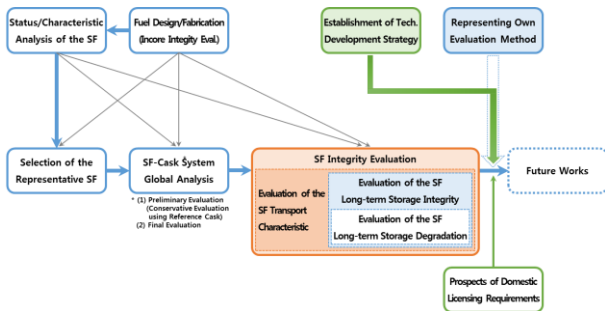 Status/Characteristic
Analysis of the SF
Fuel Design/Fabrication
(Incore Integity Eval.)
Establishment of Tech.
Development Strategy
Representing Own
Evaluation Method
Selection of the
Representative SF
SF-Cask System
Global Analysis
* (1) Preliminary Evaluation
(Conservative Evaluation
using Reference Cask)
(2) Final Evaluation
SF Integrity Evaluation
Evaluation of the
SF Transport
Characteristic
Evaluation of the SF
Long-term Storage Integrity
Evaluation of the SF
Long-term Storage Degradation
Future Works
Prospects of Domestic
Licensing Requirements